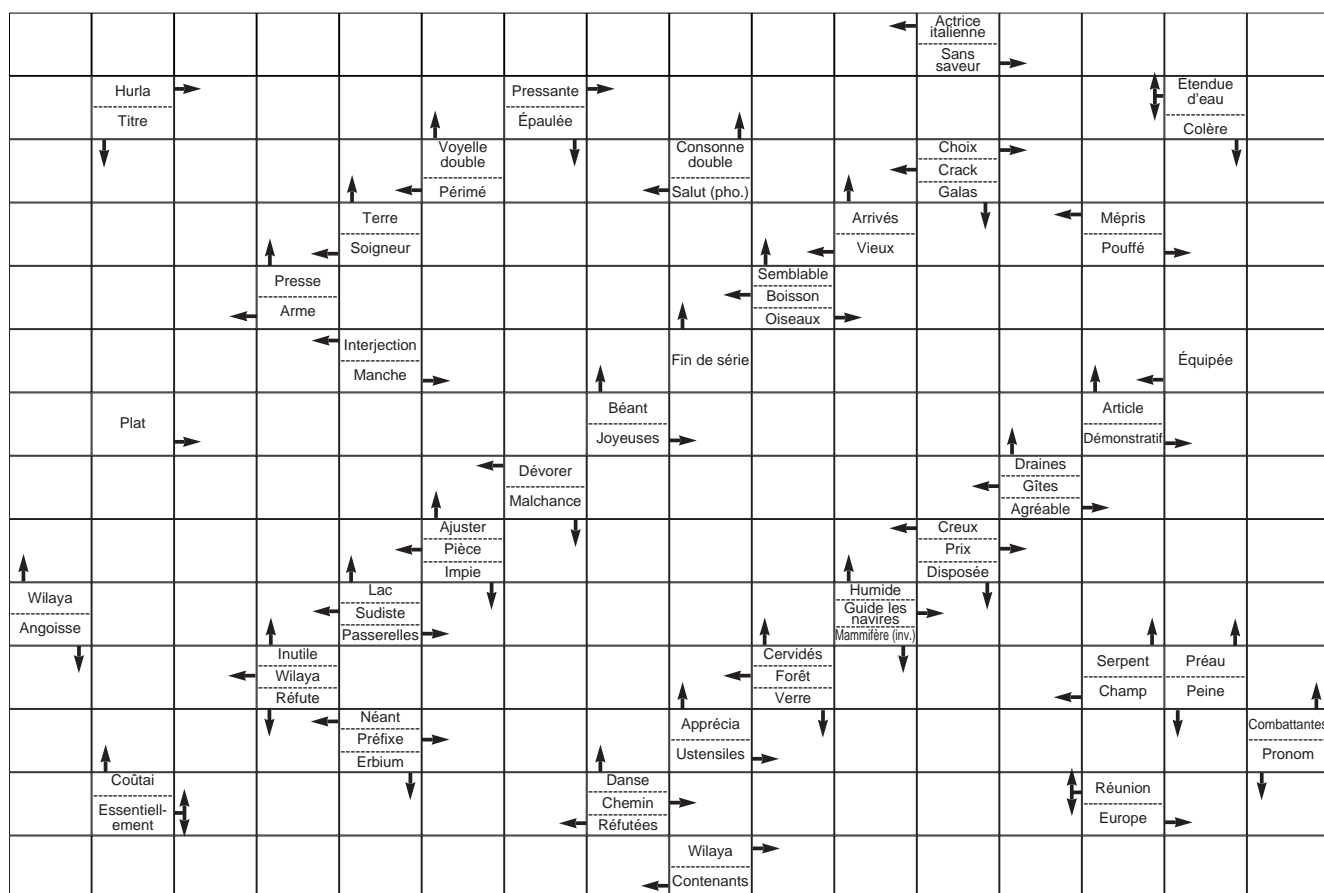 Actrice
italienne
Sans
saveur
Hurla
Titre
Pressante
Épaulée
Etendue
d'eau
Colère
Voyelle
double
Périmé
Consonne
double
Salut (pho.)
Choix
Crack
Galas
Terre
Soigneur
Arrivés
Vieux
Mépris
Pouffé
Presse
Arme
Semblable
Boisson
Oiseaux
Interjection
Manche
Fin de série
Équipée
Plat
Béant
Joyeuses
Article
Démonstratif
Dévorer
Malchance
Draines
Gîtes
Agréable
Ajuster
Pièce
Impie
Creux
Prix
Disposée
Wilaya
Angoisse
Lac
Sudiste
Passerelles
Humide
Guide les
navires
Mammifère (inv.)
Inutile
Wilaya
Réfute
Cervidés
Forêt
Verre
Serpent
Champ
Préau
Peine
Néant
Préfixe
Erbium
Apprécia
Ustensiles
Combattantes
Pronom
Coûtai
Essentiell-
ement
Danse
Chemin
Réfutées
Réunion
Europe
Wilaya
Contenants